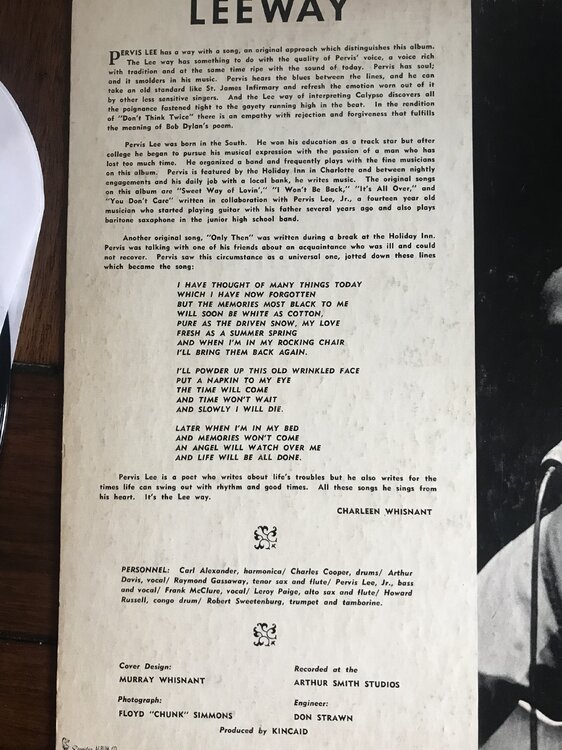 LEEWAY
PERVIS LEE has a way with a song, an original approach which distinguishes this album.
The Lee way has something to do with the quality of Pervis' voice, a voice rich
with tradition and at the same time ripe with the sound of today. Pervis has soul;
and it smolders in his music. Pervis hears the blues between the lines, and he can
take an old standard like St. James Infirmary and refresh the emotion worn out of it
by other less sensitive singers. And the Lee way of interpreting Calypso discovers all
the poignance fastened tight to the gayety running high in the beat. In the rendition
of "Don't Think Twice" there is an empathy with rejection and forgiveness that fulfills
the meaning of Bob Dylan's poem.
Pervis Lee was born in the South. He won his education as a track star but after
college he began to pursue his musical expression with the passion of a man who has
lost too much time. He organized a band and frequently plays with the fine musicians
on this album. Pervis is featured by the Holiday Inn in Charlotte and between nightly
engagements and his daily job with a local bank, he writes music. The original songs
on this album are "Sweet Way of Lovin'," "I Won't Be Back," "It's All Over," and
"You Don't Care" written in collaboration with Pervis Lee, Jr., a fourteen year old
musician who started playing guitar with his father several years ago and also plays
baritone saxophone in the junior high school band.
Another original song, "Only Then" was written during a break at the Holiday Inn.
Pervis was talking with one of his friends about an acquaintance who was ill and could
not recover. Pervis saw this circumstance as a universal one, jotted down these lines
which became the song:
I HAVE THOUGHT OF MANY THINGS TODAY
WHICH I HAVE NOW FORGOTTEN
BUT THE MEMORIES MOST BLACK TO ME
WILL SOON BE WHITE AS COTTON,
PURE AS THE DRIVEN SNOW, MY LOVE
FRESH AS A SUMMER SPRING
AND WHEN I'M IN MY ROCKING CHAIR
I'LL BRING THEM BACK AGAIN.
I'LL POWDER UP THIS OLD WRINKLED FACE
PUT A NAPKIN TO MY EYE
THE TIME WILL COME
AND TIME WON'T WAIT
AND SLOWLY I WILL DIE.
LATER WHEN I'M IN MY BED
AND MEMORIES WON'T COME
AN ANGEL WILL WATCH OVER ME
AND LIFE WILL BE ALL DONE.
Pervis Lee is a poet who writes about life's troubles but he also writes for the
times life can swing out with rhythm and good times. All these songs he sings from
his heart. It's the Lee way.
CHARLEEN WHISNANT
PERSONNEL: Carl Alexander, harmonica/ Charles Cooper, drums/ Arthur
Davis, vocal/ Raymond Gassaway, tenor sax and flute/ Pervis Lee, Jr., bass
and vocal/ Frank McClure, vocal/ Leroy Paige, alto sax and flute/ Howard
Russell, congo drum/ Robert Sweetenburg, trumpet and tamborine.
Cover Design:
MURRAY WHISNANT
Recorded at the
ARTHUR SMITH STUDIOS
Photograph:
FLOYD "CHUNK" SIMMONS
Engineer:
DON STRAWN
Produced by KINCAID
ALBUM CO